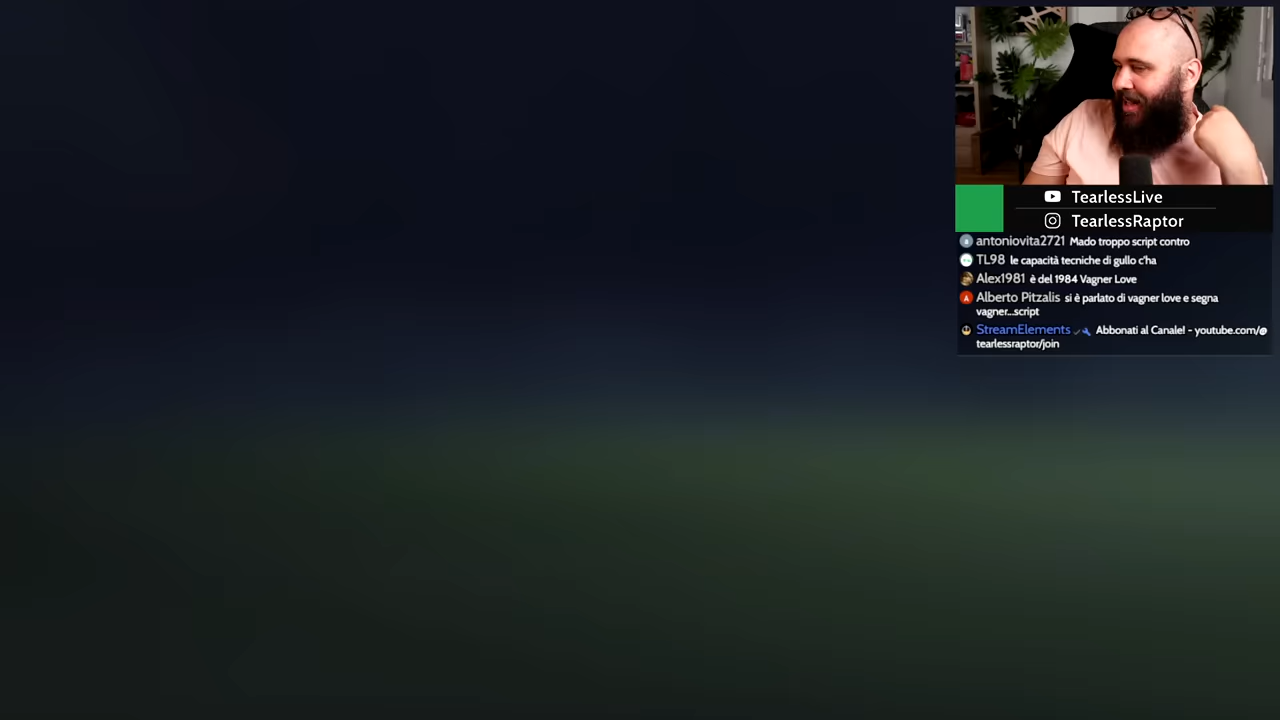 TearlessLive
TearlessRaptor
antoniovita2721 Mado troppo script contro
TL98 le capacità tecniche di gullo c'ha
Alex1981 è del 1984 Vagner Love
Alberto Pitzalis si è parlato di vagner love e segna
vagner...script
StreamElements Abbonati al Canale! - youtube.com/@
tearlessraptor/join